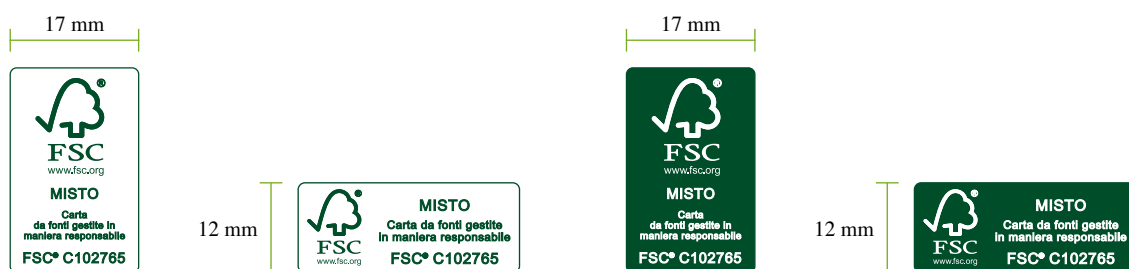 17 mm
®
FSC
www.fsc.org
MISTO
Carta
da fonti gestite in
maniera responsabile
FSC® C102765
12 mm
®
FSC
www.fsc.org
MISTO
Carta da fonti gestite
in maniera responsabile
FSC® C102765
17 mm
®
FSC
www.fsc.org
MISTO
Carta
da fonti gestite in
maniera responsabile
FSC® C102765
12 mm
®
FSC
www.fsc.org
MISTO
Carta da fonti gestite
in maniera responsabile
FSC® C102765